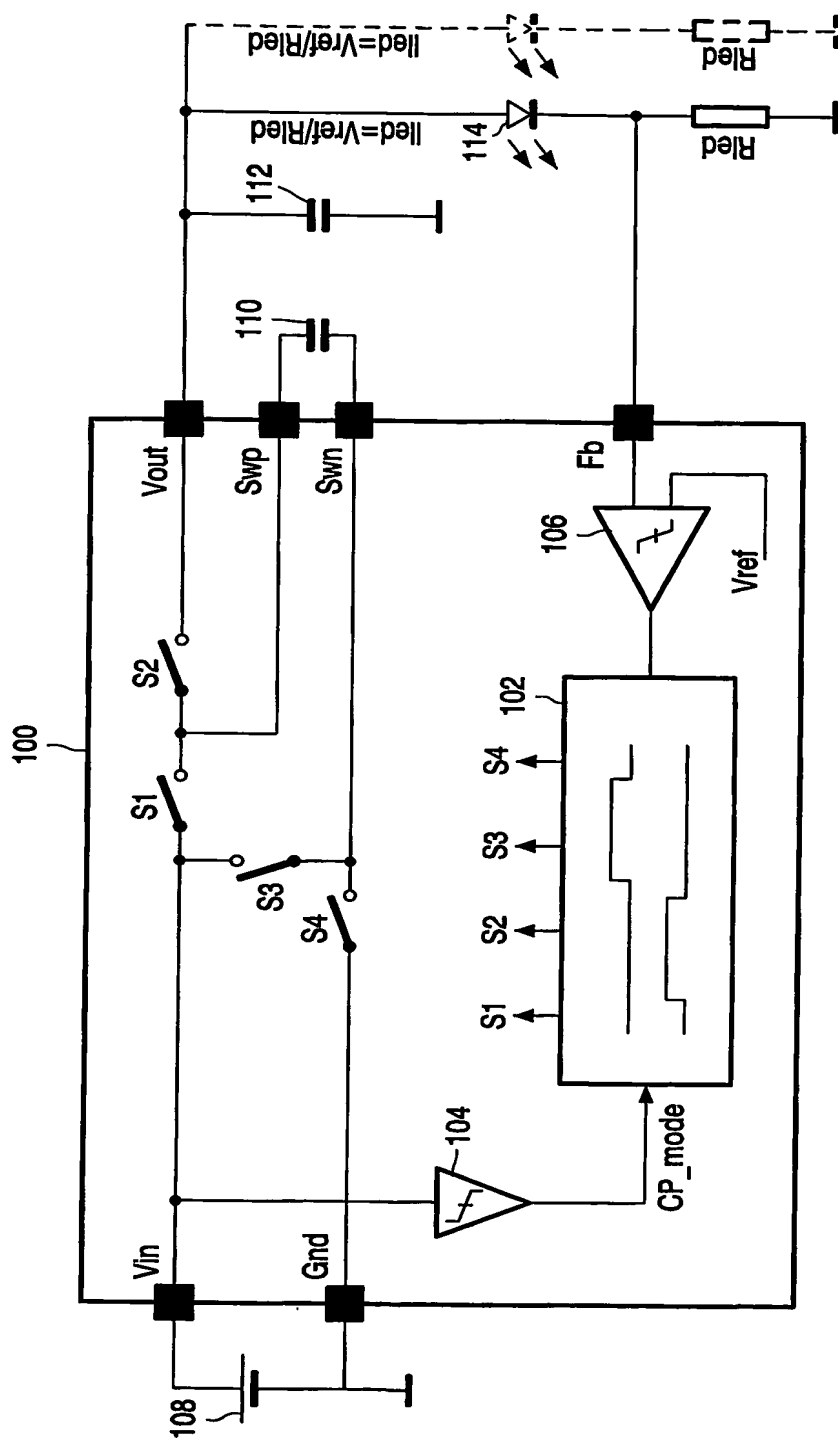 100
Vin
S1
S2
Vout
S3
Swp
110
112
Iled=Vref/Rled
Iled=Vref/Rled
108
Gnd
S4
Swn
104
S1
S2
S3
S4
102
106
Fb
114
CP_mode
Vref
Rled
Rled